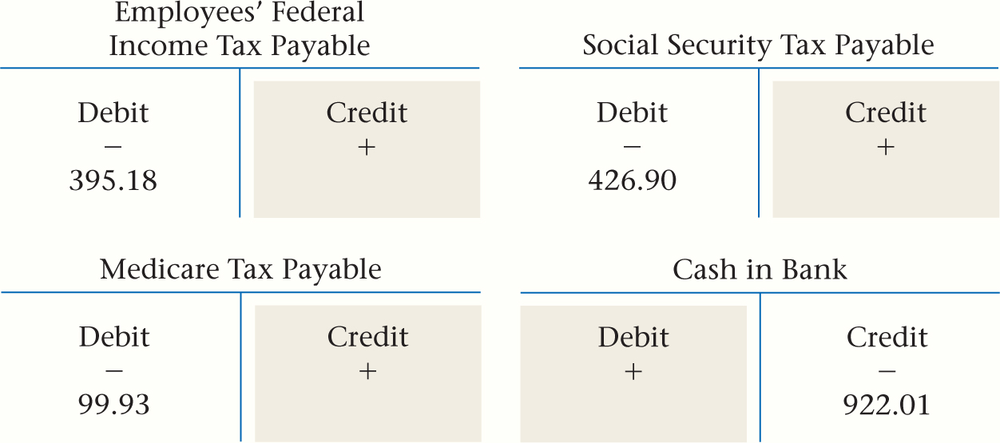 Employees’ Federal
Income Tax Payable
Debit Credit
− +
395.18
Social Security Tax Payable
Debit Credit
− +
426.90
Medicare Tax Payable
Debit Credit
− +
99.93
Cash in Bank
Debit Credit
+ −
922.01